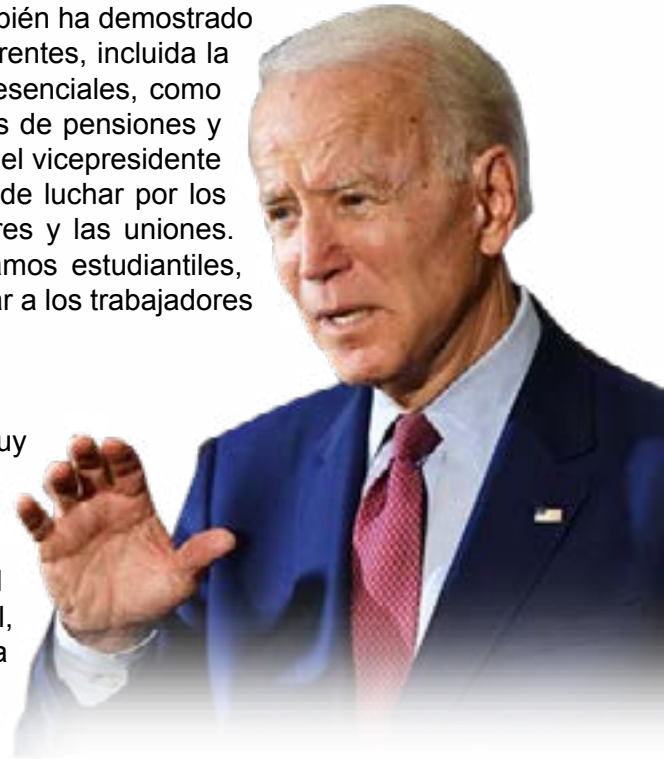 bién ha demostrado
rentes, incluida la
esenciales, como
s de pensiones y
el vicepresidente
de luchar por los
res y las uniones.
amos estudiantiles,
ar a los trabajadores
uy
l,
a